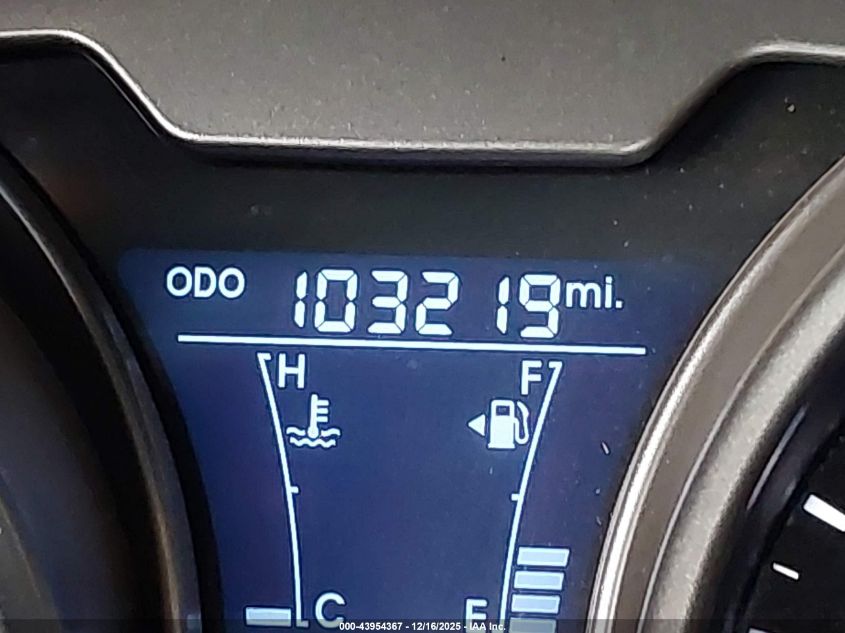 ODO 103219 mi.
H F
C E
000-43954367 - 12/16/2025 - IAA Inc.